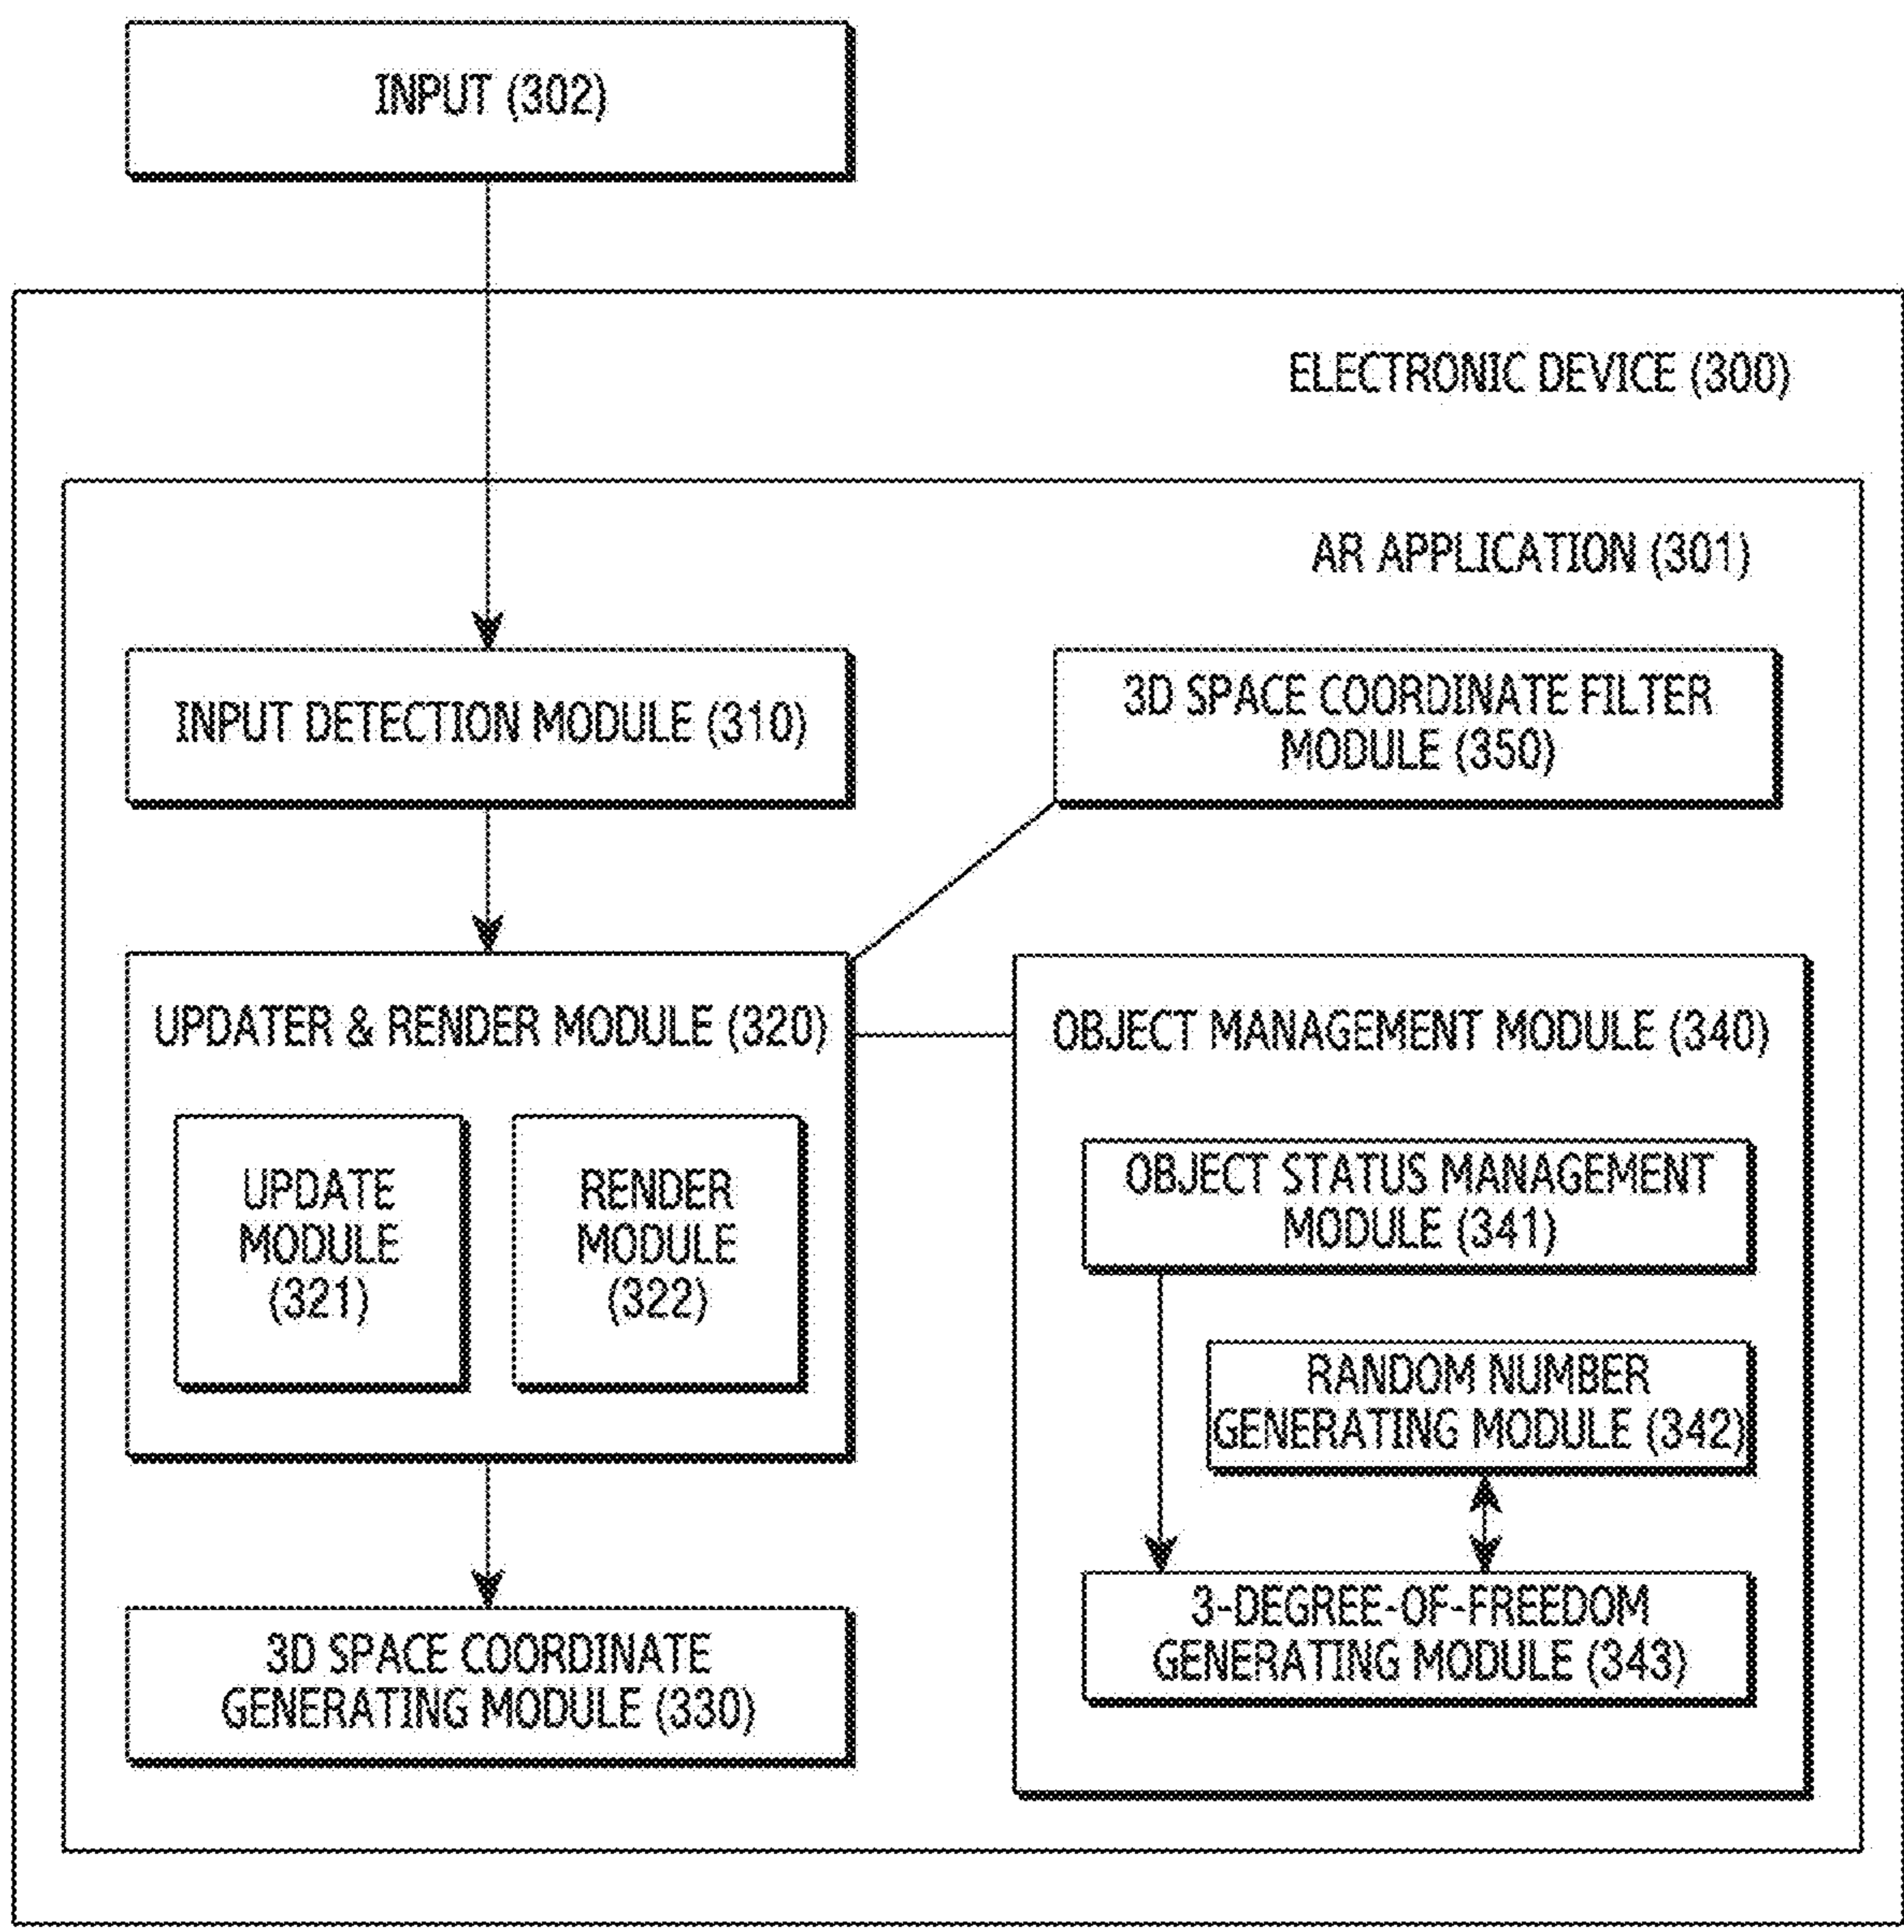 INPUT (302)
ELECTRONIC DEVICE (300)
AR APPLICATION (301)
INPUT DETECTION MODULE (310)
3D SPACE COORDINATE FILTER
MODULE (350)
UPDATER & RENDER MODULE (320)
UPDATE
MODULE
(321)
RENDER
MODULE
(322)
OBJECT MANAGEMENT MODULE (340)
OBJECT STATUS MANAGEMENT
MODULE (341)
RANDOM NUMBER
GENERATING MODULE (342)
3-DEGREE-OF-FREEDOM
GENERATING MODULE (343)
3D SPACE COORDINATE
GENERATING MODULE (330)